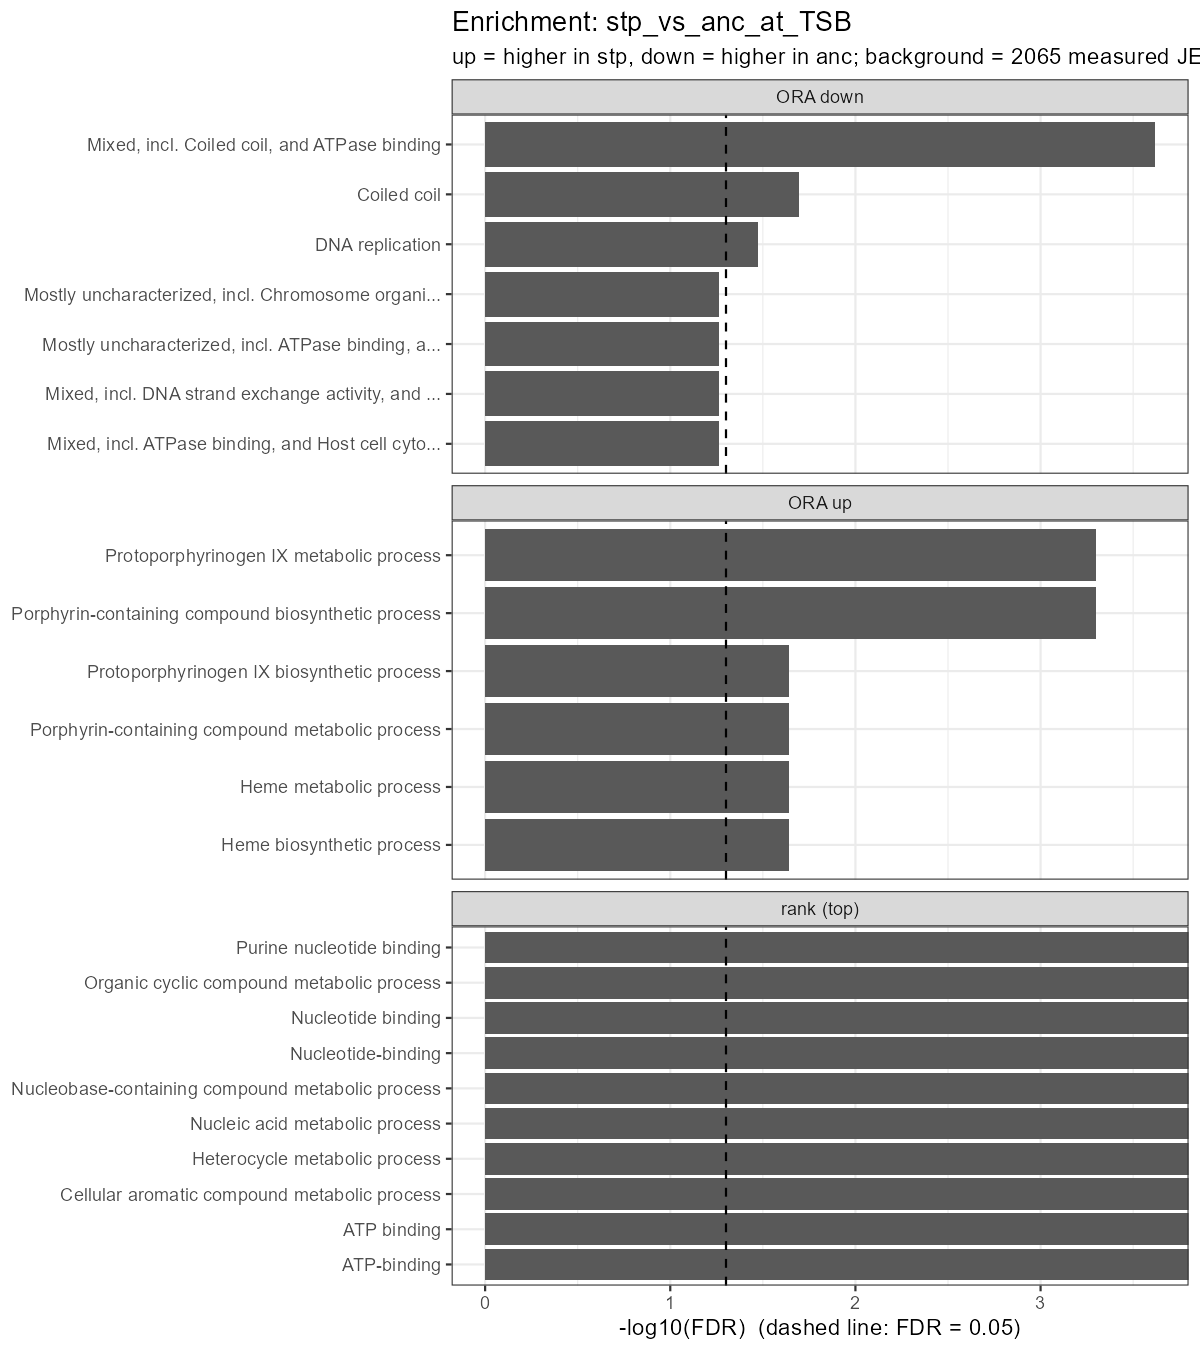 Enrichment: stp_vs_anc_at_TSB
up = higher in stp, down = higher in anc; background = 2065 measured JE
ORA down
Mixed, incl. Coiled coil, and ATPase binding
Coiled coil
DNA replication
Mostly uncharacterized, incl. Chromosome organi...
Mostly uncharacterized, incl. ATPase binding, a...
Mixed, incl. DNA strand exchange activity, and ...
Mixed, incl. ATPase binding, and Host cell cyto...
ORA up
Protoporphyrinogen IX metabolic process
Porphyrin-containing compound biosynthetic process
Protoporphyrinogen IX biosynthetic process
Porphyrin-containing compound metabolic process
Heme metabolic process
Heme biosynthetic process
rank (top)
Purine nucleotide binding
Organic cyclic compound metabolic process
Nucleotide binding
Nucleotide-binding
Nucleobase-containing compound metabolic process
Nucleic acid metabolic process
Heterocycle metabolic process
Cellular aromatic compound metabolic process
ATP binding
ATP-binding
0 1 2 3
-log10(FDR) (dashed line: FDR = 0.05)